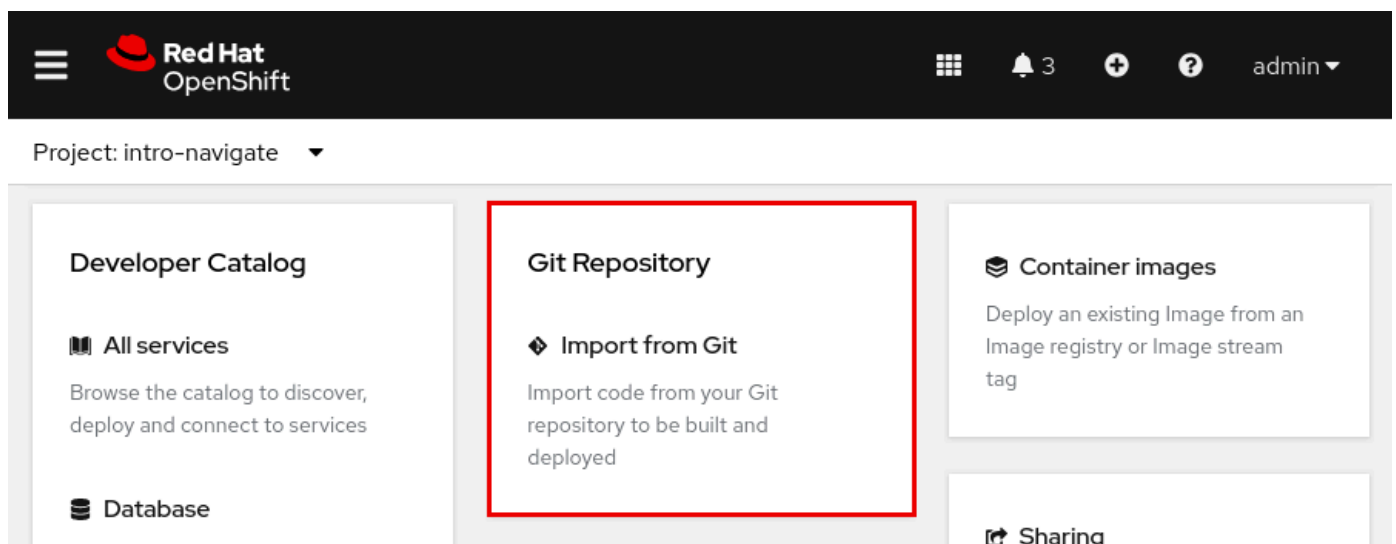 Red Hat
OpenShift
3
admin
Project: intro-navigate
Developer Catalog
All services
Browse the catalog to discover,
deploy and connect to services
Database
Git Repository
Import from Git
Import code from your Git
repository to be built and
deployed
Container images
Deploy an existing Image from an
Image registry or Image stream
tag
Sharing